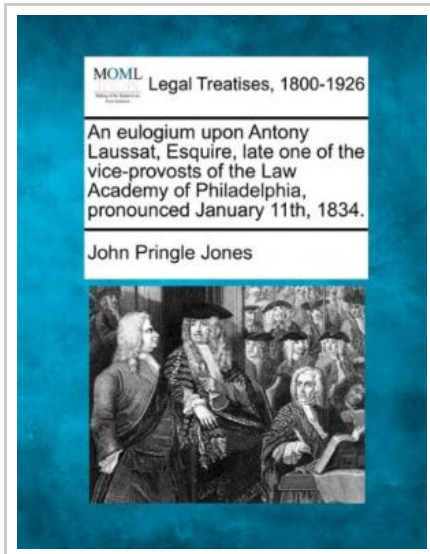 MOML
Legal Treatises, 1800-1926
An eulogium upon Antony
Laussat, Esquire, late one of the
vice-provosts of the Law
Academy of Philadelphia,
pronounced January 11th, 1834.
John Pringle Jones